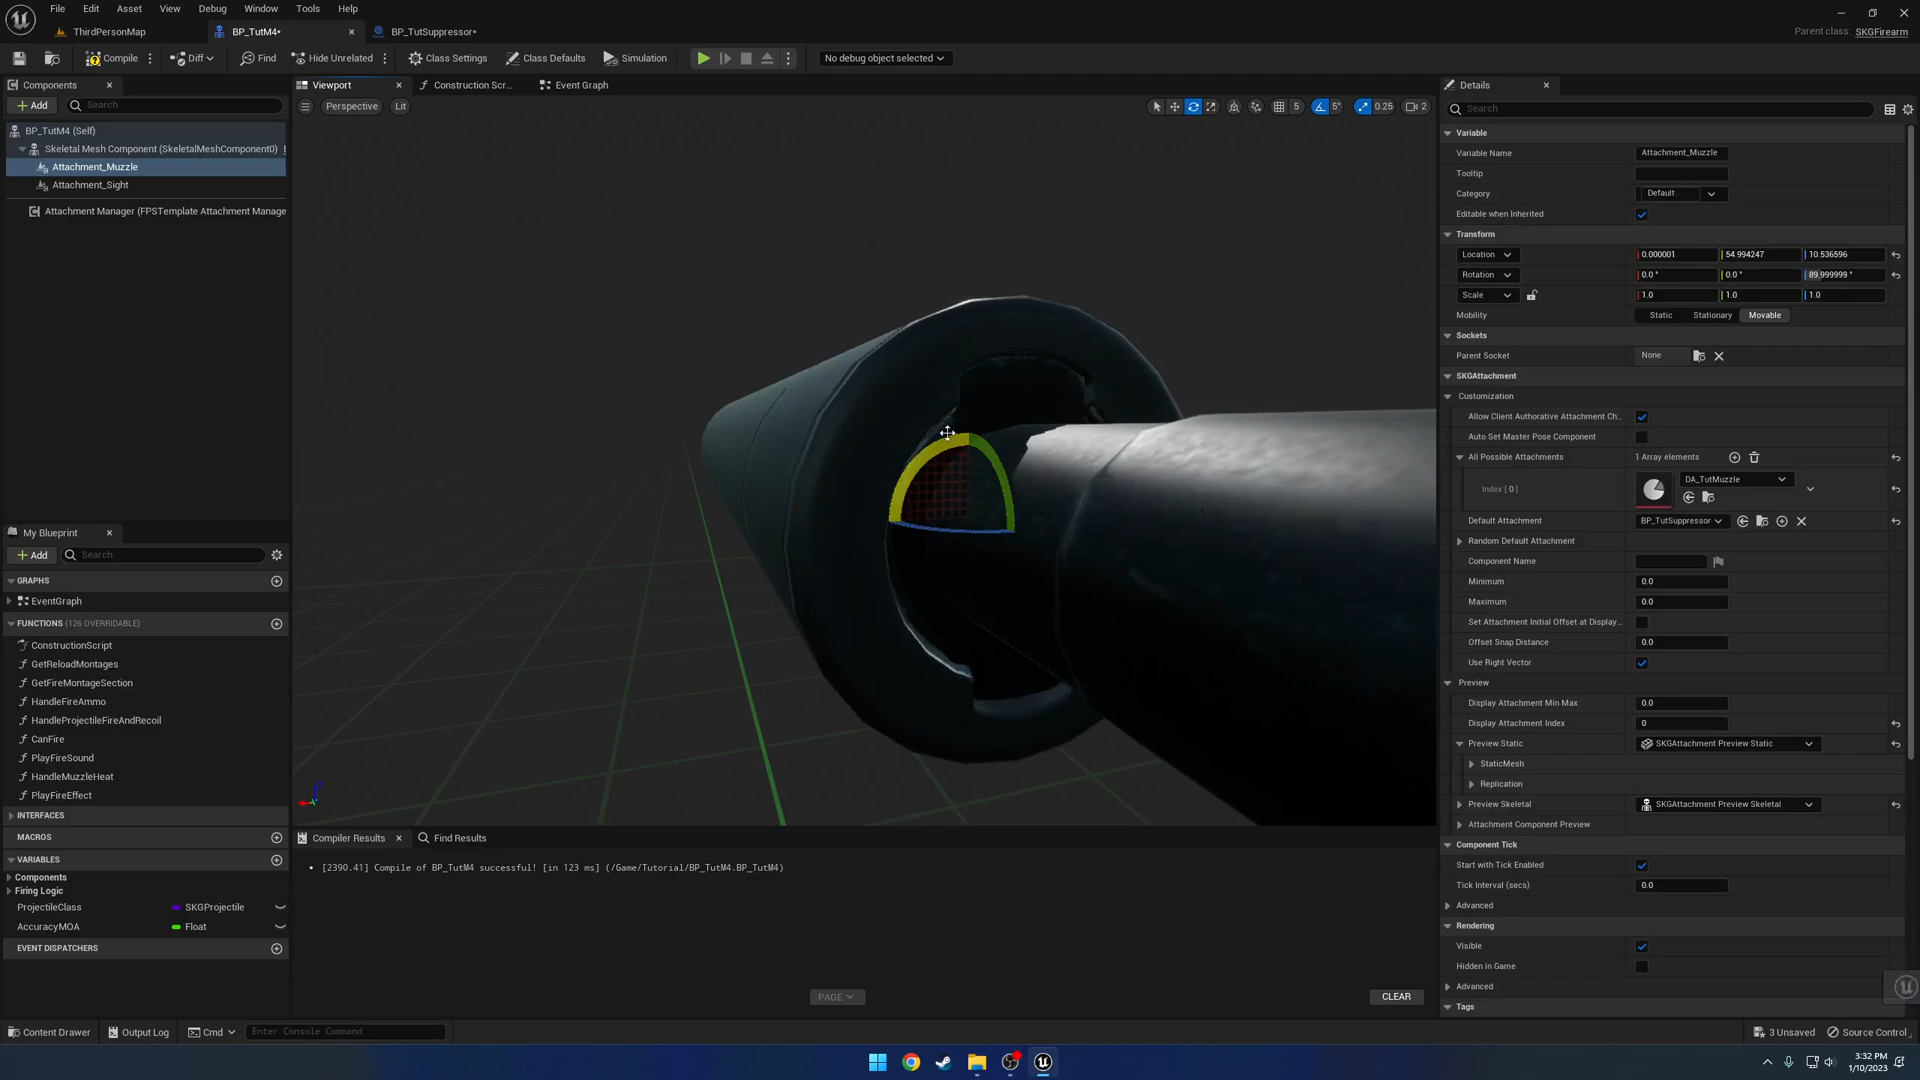 File Edit Asset View Debug Window Tools Help
ThirdPersonMap BP_TutM4* BP_TutSuppressor* Parent class: SKGFirearm
Compile Diff Find Hide Unrelated Class Settings Class Defaults Simulation No debug object selected
Components
Add Search
BP_TutM4 (Self)
Skeletal Mesh Component (SkeletalMeshComponent0)
Attachment_Muzzle
Attachment_Sight
Attachment Manager (FPSTemplate Attachment Manage
My Blueprint
Add Search
GRAPHS
EventGraph
FUNCTIONS (126 OVERRIDABLE)
ConstructionScript
GetReloadMontages
GetFireMontageSection
HandleFireAmmo
HandleProjectileFireAndRecoil
CanFire
PlayFireSound
HandleMuzzleHeat
PlayFireEffect
INTERFACES
MACROS
VARIABLES
Components
Firing Logic
ProjectileClass SKGProjectile
AccuracyMOA Float
EVENT DISPATCHERS
Viewport Construction Scr... Event Graph
Perspective Lit 5 5° 0.25 2
Compiler Results Find Results
• [2390.41] Compile of BP_TutM4 successful! [in 123 ms] (/Game/Tutorial/BP_TutM4.BP_TutM4)
PAGE CLEAR
Details
Search
Variable
Variable Name Attachment_Muzzle
Tooltip
Category Default
Editable when Inherited
Transform
Location 0.000001 54.994247 10.536596
Rotation 0.0 ° 0.0 ° 89.999999 °
Scale 1.0 1.0 1.0
Mobility Static Stationary Movable
Sockets
Parent Socket None
SKGAttachment
Customization
Allow Client Authorative Attachment Ch...
Auto Set Master Pose Component
All Possible Attachments 1 Array elements
Index [ 0 ] DA_TutMuzzle
Default Attachment BP_TutSuppressor
Random Default Attachment
Component Name
Minimum 0.0
Maximum 0.0
Set Attachment Initial Offset at Display...
Offset Snap Distance 0.0
Use Right Vector
Preview
Display Attachment Min Max 0.0
Display Attachment Index 0
Preview Static SKGAttachment Preview Static
StaticMesh
Replication
Preview Skeletal SKGAttachment Preview Skeletal
Attachment Component Preview
Component Tick
Start with Tick Enabled
Tick Interval (secs) 0.0
Advanced
Rendering
Visible
Hidden in Game
Advanced
Tags
Content Drawer Output Log Cmd Enter Console Command 3 Unsaved Source Control
3:32 PM
1/10/2023